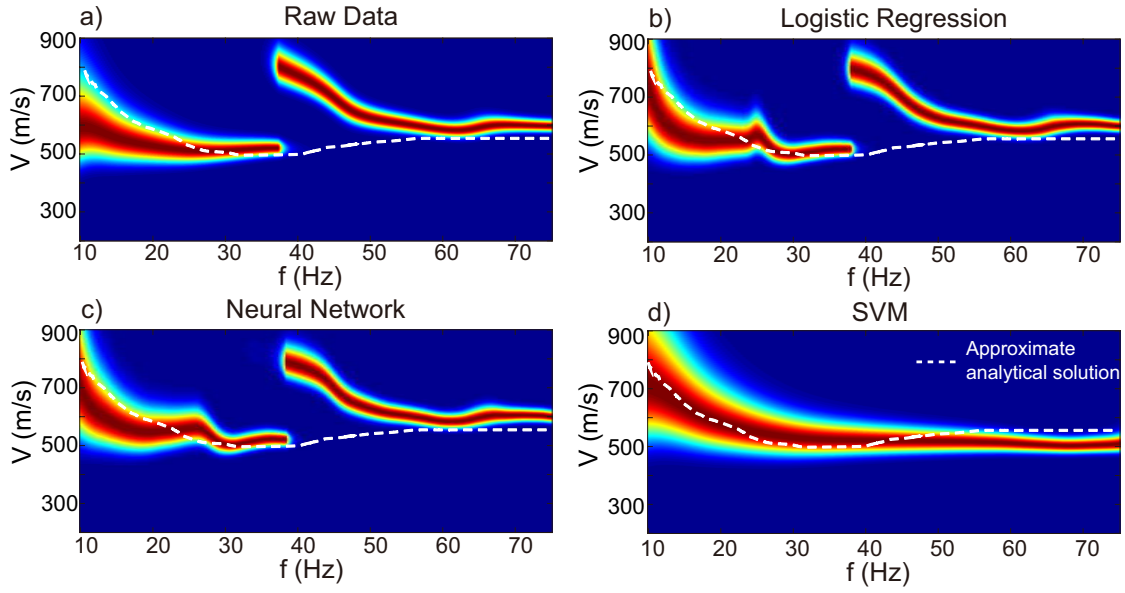 a) Raw Data
900
700
500
300
V (m/s)
10 20 30 40 50 60 70
f (Hz)
b) Logistic Regression
900
700
500
300
V (m/s)
10 20 30 40 50 60 70
f (Hz)
c) Neural Network
900
700
500
300
V (m/s)
10 20 30 40 50 60 70
f (Hz)
d) SVM
Approximate
analytical solution
900
700
500
300
V (m/s)
10 20 30 40 50 60 70
f (Hz)